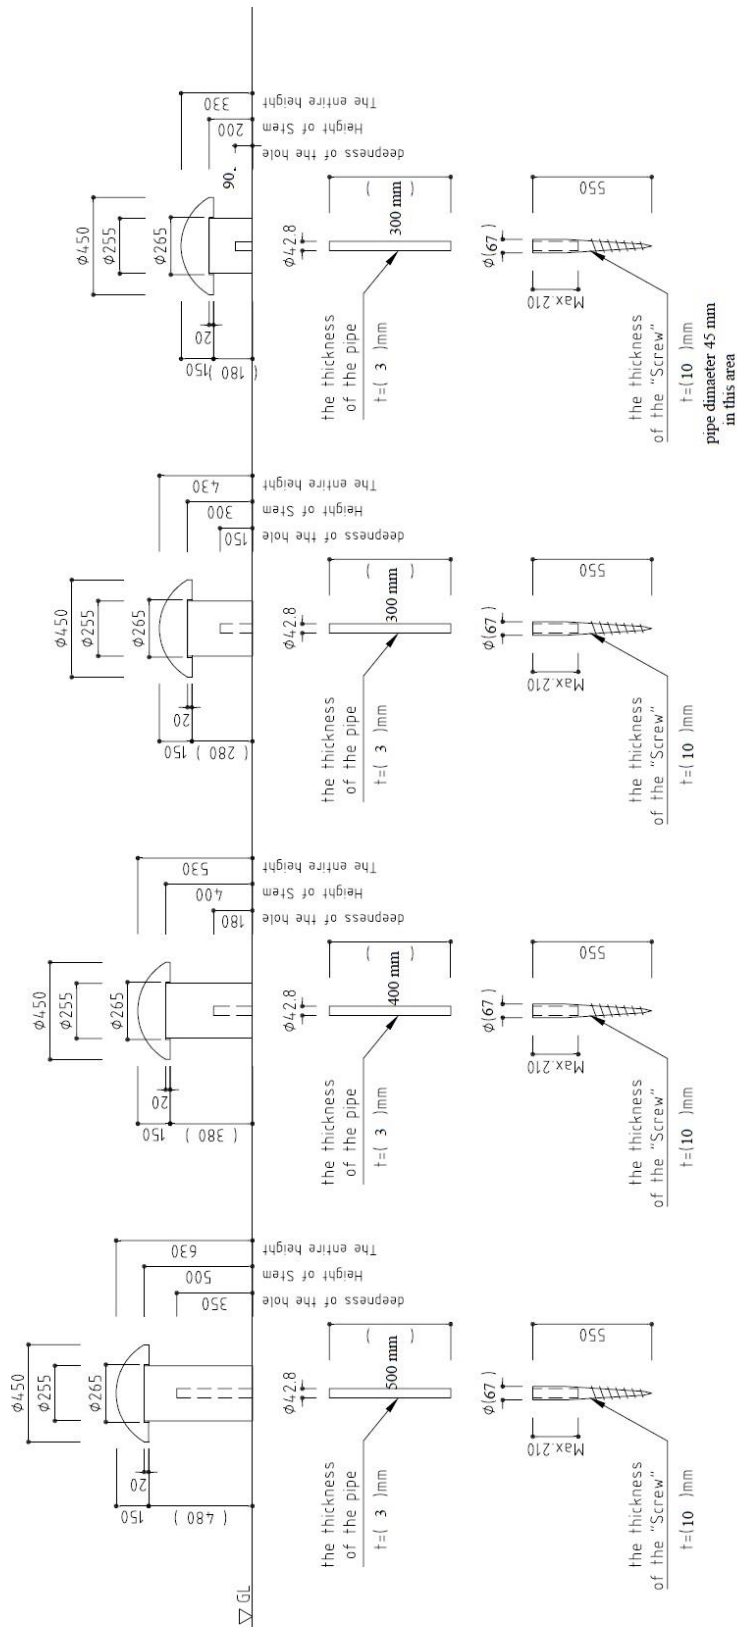 The entire height
330
Height of Stem
200
deepness of the hole
90.
ϕ450
ϕ255
ϕ265
20
150
( 180 )
ϕ42.8
300 mm
( )
the thickness
of the pipe
t=( 3 )mm
ϕ(67 )
550
Max.210
the thickness
of the "Screw"
t=(10 )mm
pipe dimaeter 45 mm
in this area
The entire height
430
Height of Stem
300
deepness of the hole
150
ϕ450
ϕ255
ϕ265
20
150
( 280 )
ϕ42.8
300 mm
( )
the thickness
of the pipe
t=( 3 )mm
ϕ(67 )
550
Max.210
the thickness
of the "Screw"
t=(10 )mm
The entire height
530
Height of Stem
400
deepness of the hole
180
ϕ450
ϕ255
ϕ265
20
150
( 380 )
ϕ42.8
400 mm
( )
the thickness
of the pipe
t=( 3 )mm
ϕ(67 )
550
Max.210
the thickness
of the "Screw"
t=(10 )mm
The entire height
630
Height of Stem
500
deepness of the hole
350
ϕ450
ϕ255
ϕ265
20
150
( 480 )
ϕ42.8
500 mm
( )
the thickness
of the pipe
t=( 3 )mm
ϕ(67 )
550
Max.210
the thickness
of the "Screw"
t=(10 )mm
▽ GL